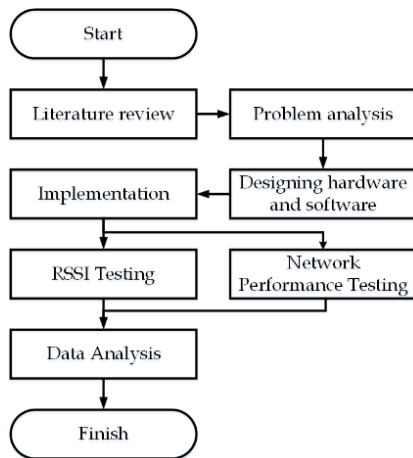 Start
Literature review
Problem analysis
Designing hardware
and software
Implementation
RSSI Testing
Network
Performance Testing
Data Analysis
Finish